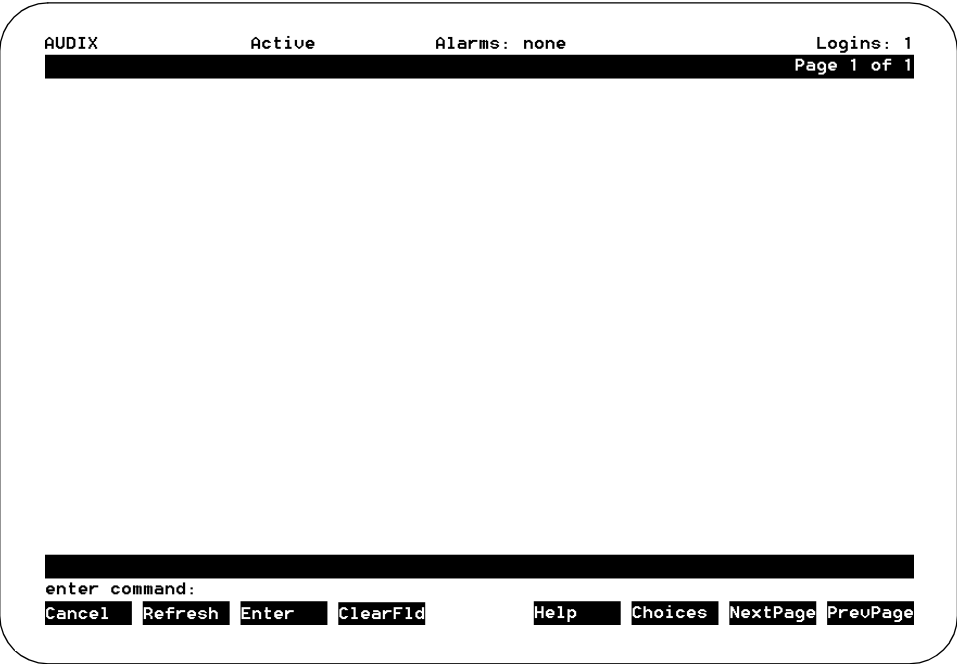 AUDIX Active Alarms: none Logins: 1
Page 1 of 1
enter command:
Cancel Refresh Enter ClearFld Help Choices NextPage PrevPage